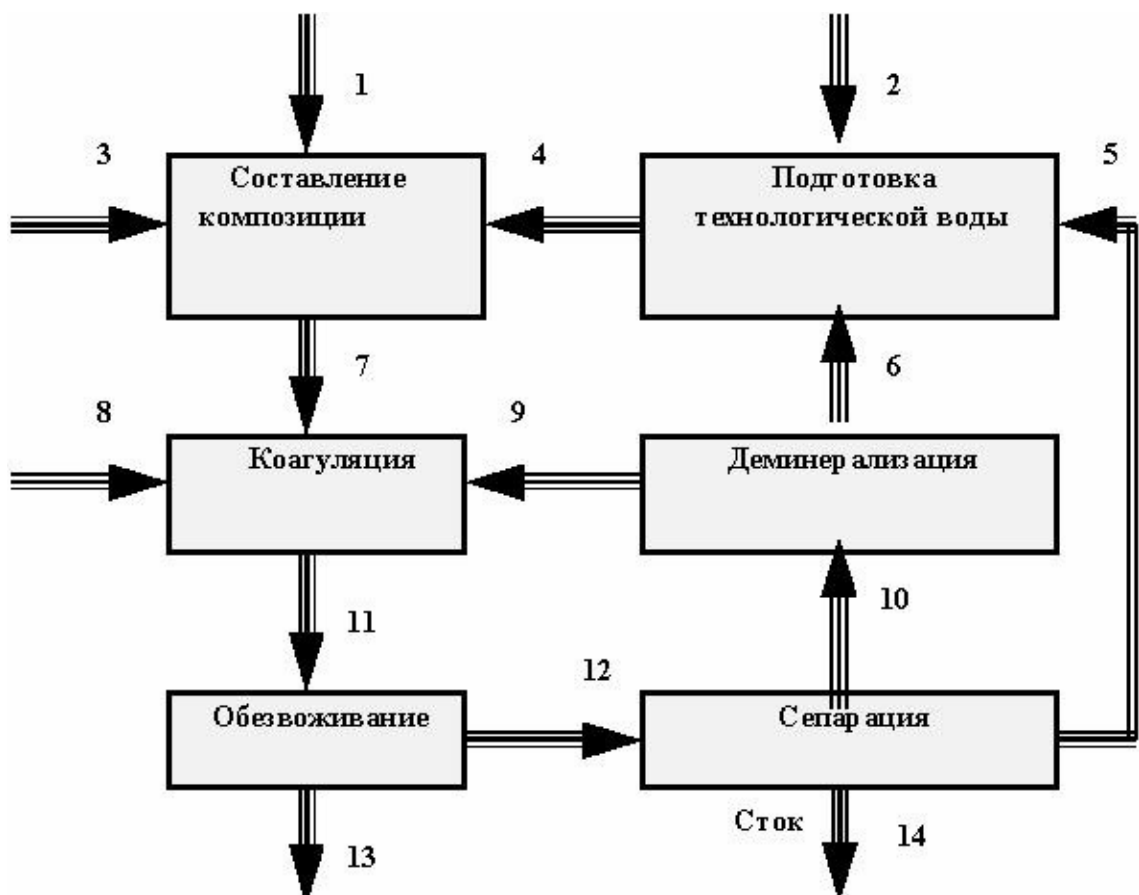 1
2
3
4
5
Составление
композиции
Подготовка
технологической воды
7
6
8
9
Коагуляция
Деминерализация
10
11
12
Обезвоживание
Сепарация
Сток
14
13